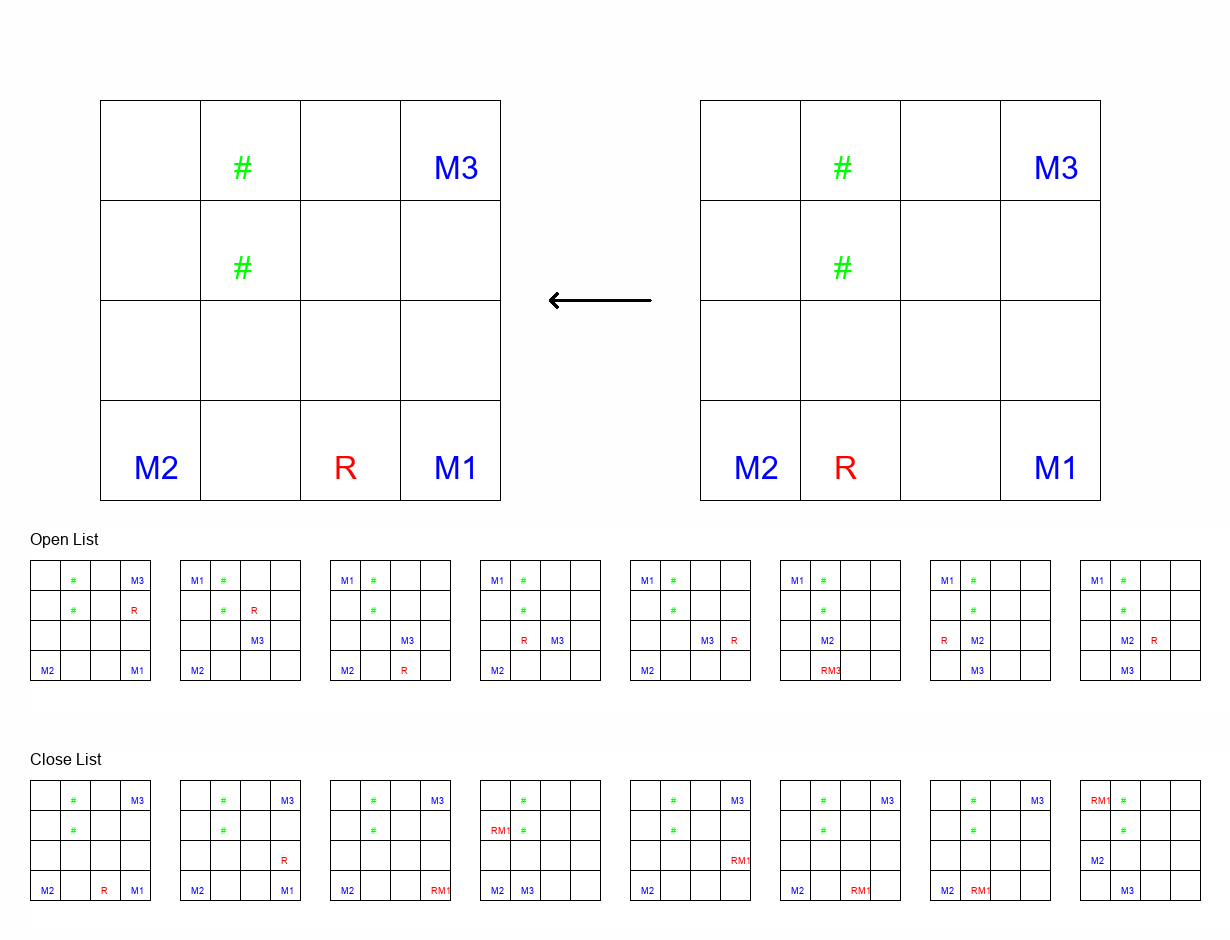 # M3 # M3
# #
M2 R M1 M2 R M1
Open List
# M3 M1 # M1 # M1 # M1 # M1 # M1 # M1 #
# R # R # # # # # #
M3 M3 R M3 M3 R M2 R M2 M2 R
M2 M1 M2 M2 R M2 M2 RM3 M3 M3
Close List
# M3 # M3 # M3 # # M3 # M3 # M3 RM1 #
# # # RM1 # # # # #
R RM1 M2
M2 R M1 M2 M1 M2 RM1 M2 M3 M2 M2 RM1 M2 RM1 M3